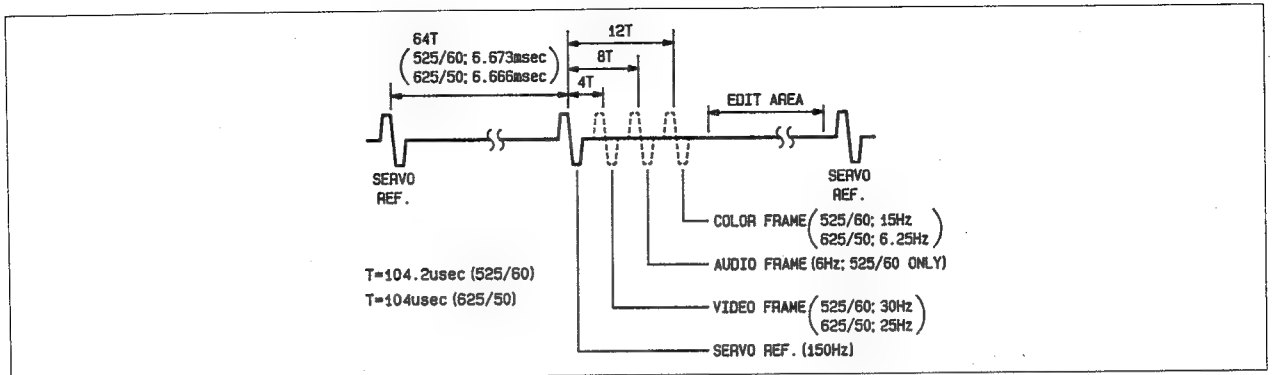 12T
64T
525/60; 6.673msec
625/50; 6.666msec
8T
4T
EDIT AREA
SERVO
REF.
SERVO
REF.
COLOR FRAME (525/60; 15Hz
625/50; 6.25Hz)
AUDIO FRAME (6Hz; 525/60 ONLY)
T=104.2usec (525/60)
T=104usec (625/50)
VIDEO FRAME (525/60; 30Hz
625/50; 25Hz)
SERVO REF. (150Hz)